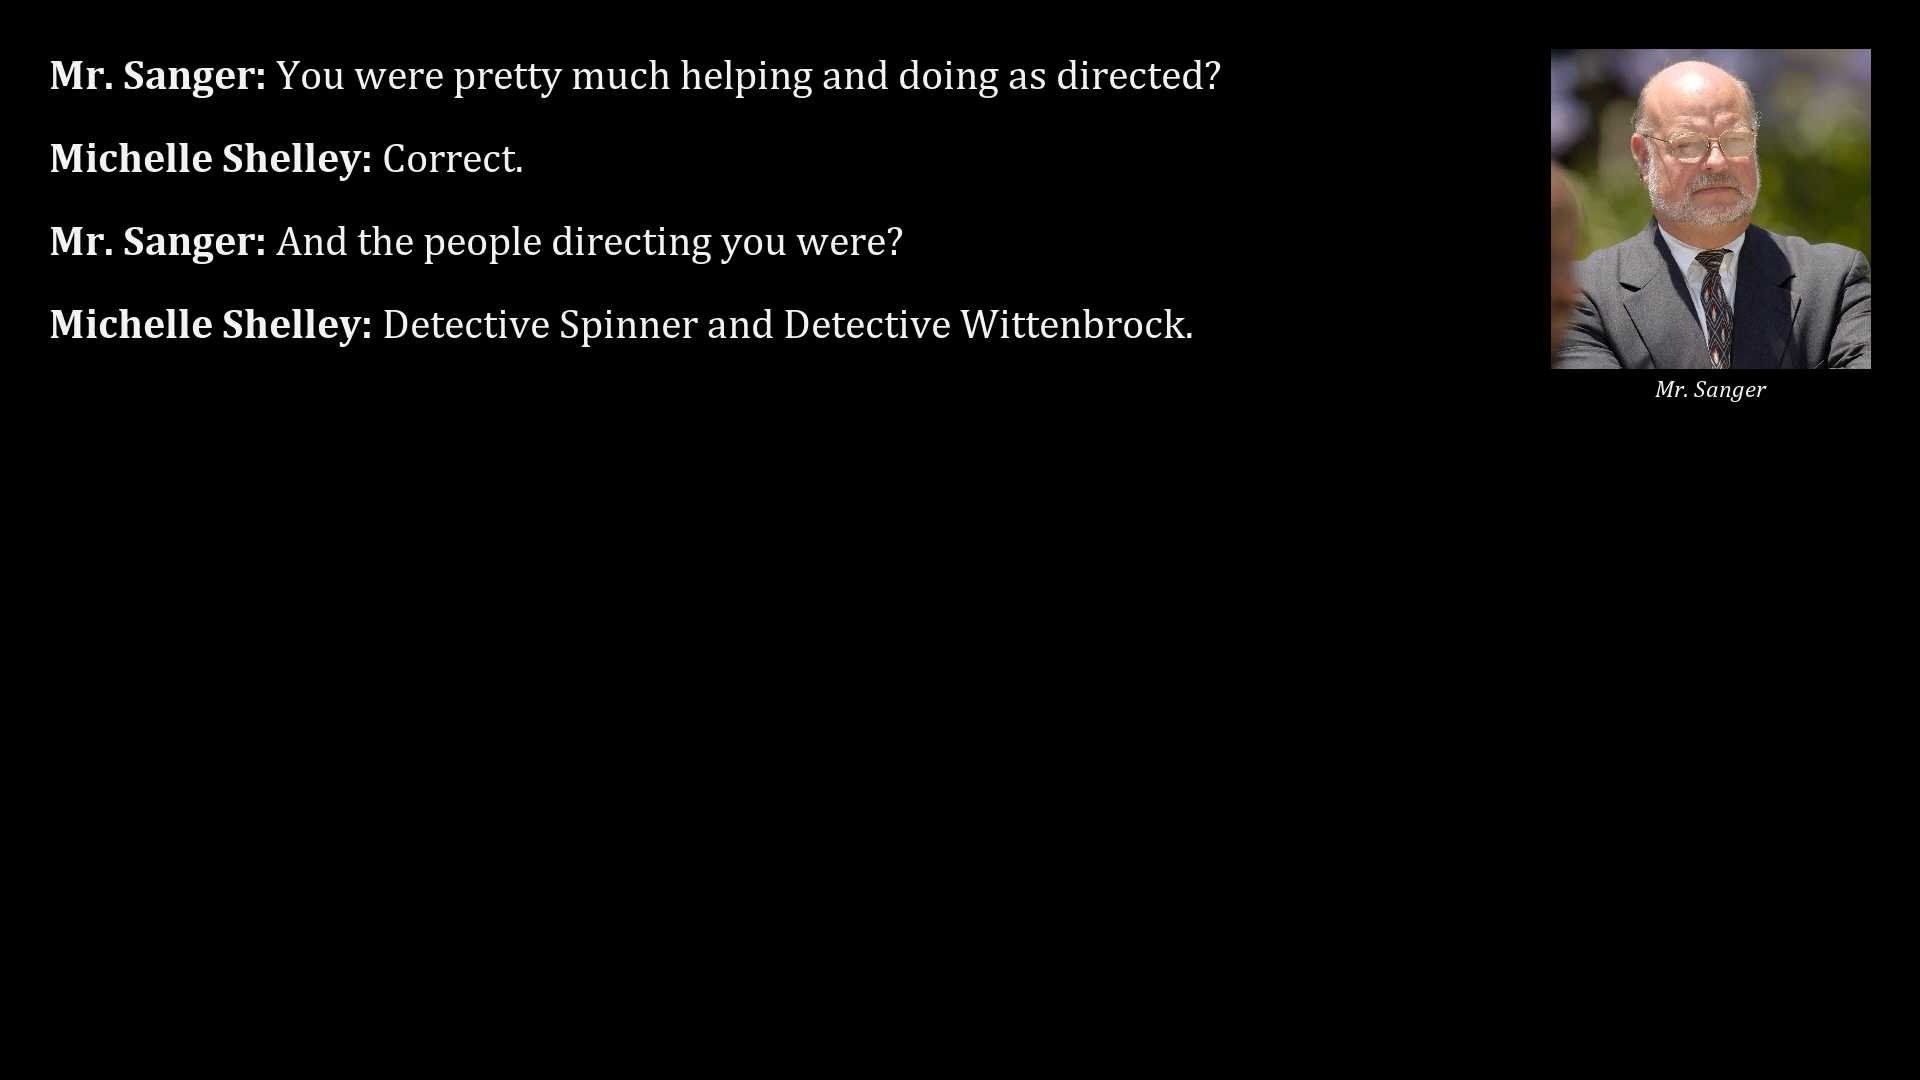 Mr. Sanger: You were pretty much helping and doing as directed?
Michelle Shelley: Correct.
Mr. Sanger: And the people directing you were?
Michelle Shelley: Detective Spinner and Detective Wittenbrock.
Mr. Sanger